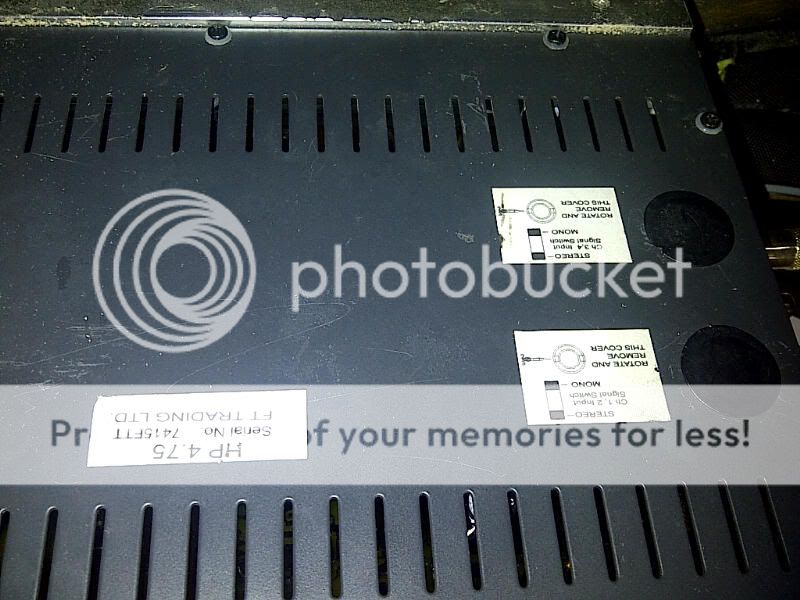 STEREO
Ch 3,4 Input
Signal Switch
MONO
ROTATE AND
REMOVE
THIS COVER
photobucket
STEREO
Ch 1, 2 Input
Signal Switch
MONO
ROTATE AND
REMOVE
THIS COVER
HP 4.75
Serial No. 7415FTT
FT TRADING LTD.
of your memories for less!